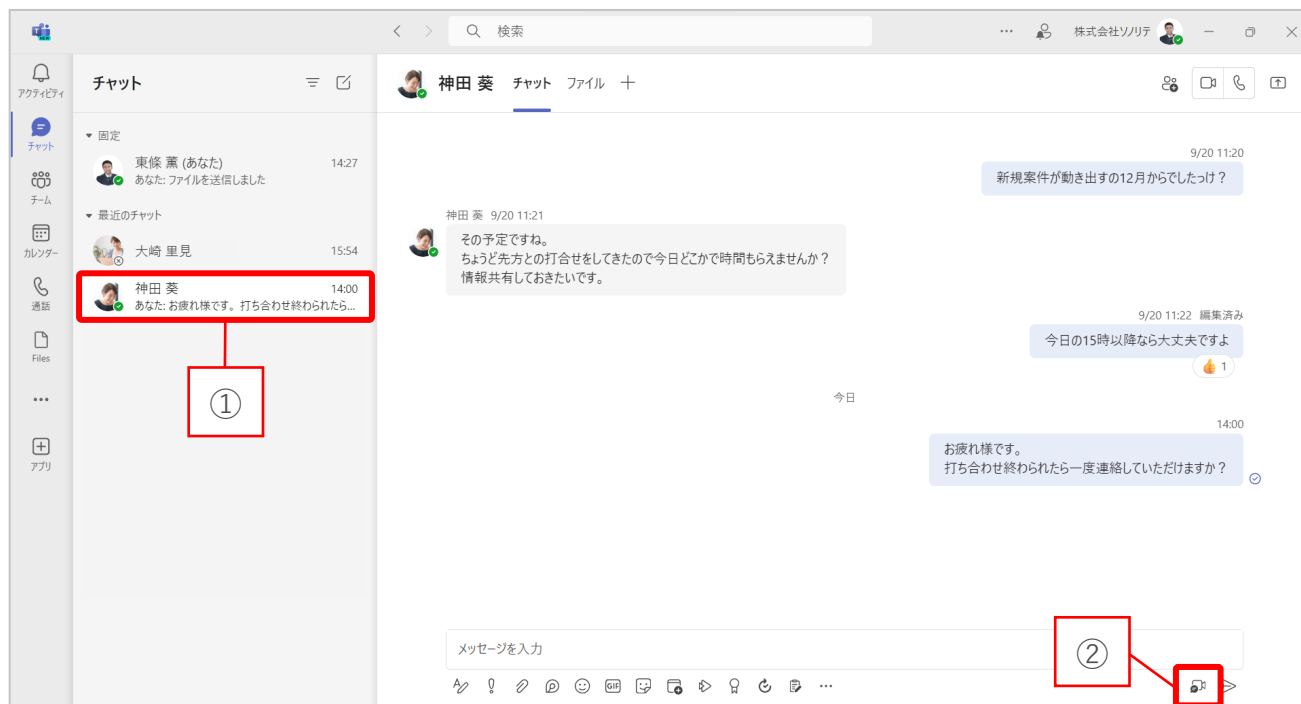 検索
株式会社ソノリテ
アクティビティ
チャット
チーム
カレンダー
通話
Files
アプリ
チャット
固定
東條 薫 (あなた) 14:27
あなた: ファイルを送信しました
最近のチャット
大崎 里見 15:54
神田 葵 14:00
あなた: お疲れ様です。打ち合わせ終わられたら...
①
神田 葵 チャット ファイル
9/20 11:20
新規案件が動き出すの12月からでしたっけ？
神田 葵 9/20 11:21
その予定ですね。
ちょうど先方との打合せをしてきたので今日どこかで時間もらえませんか？
情報共有しておきたいです。
9/20 11:22 編集済み
今日の15時以降なら大丈夫ですよ
👍 1
今日
14:00
お疲れ様です。
打ち合わせ終わられたら一度連絡していただけますか？
メッセージを入力
GIF
②